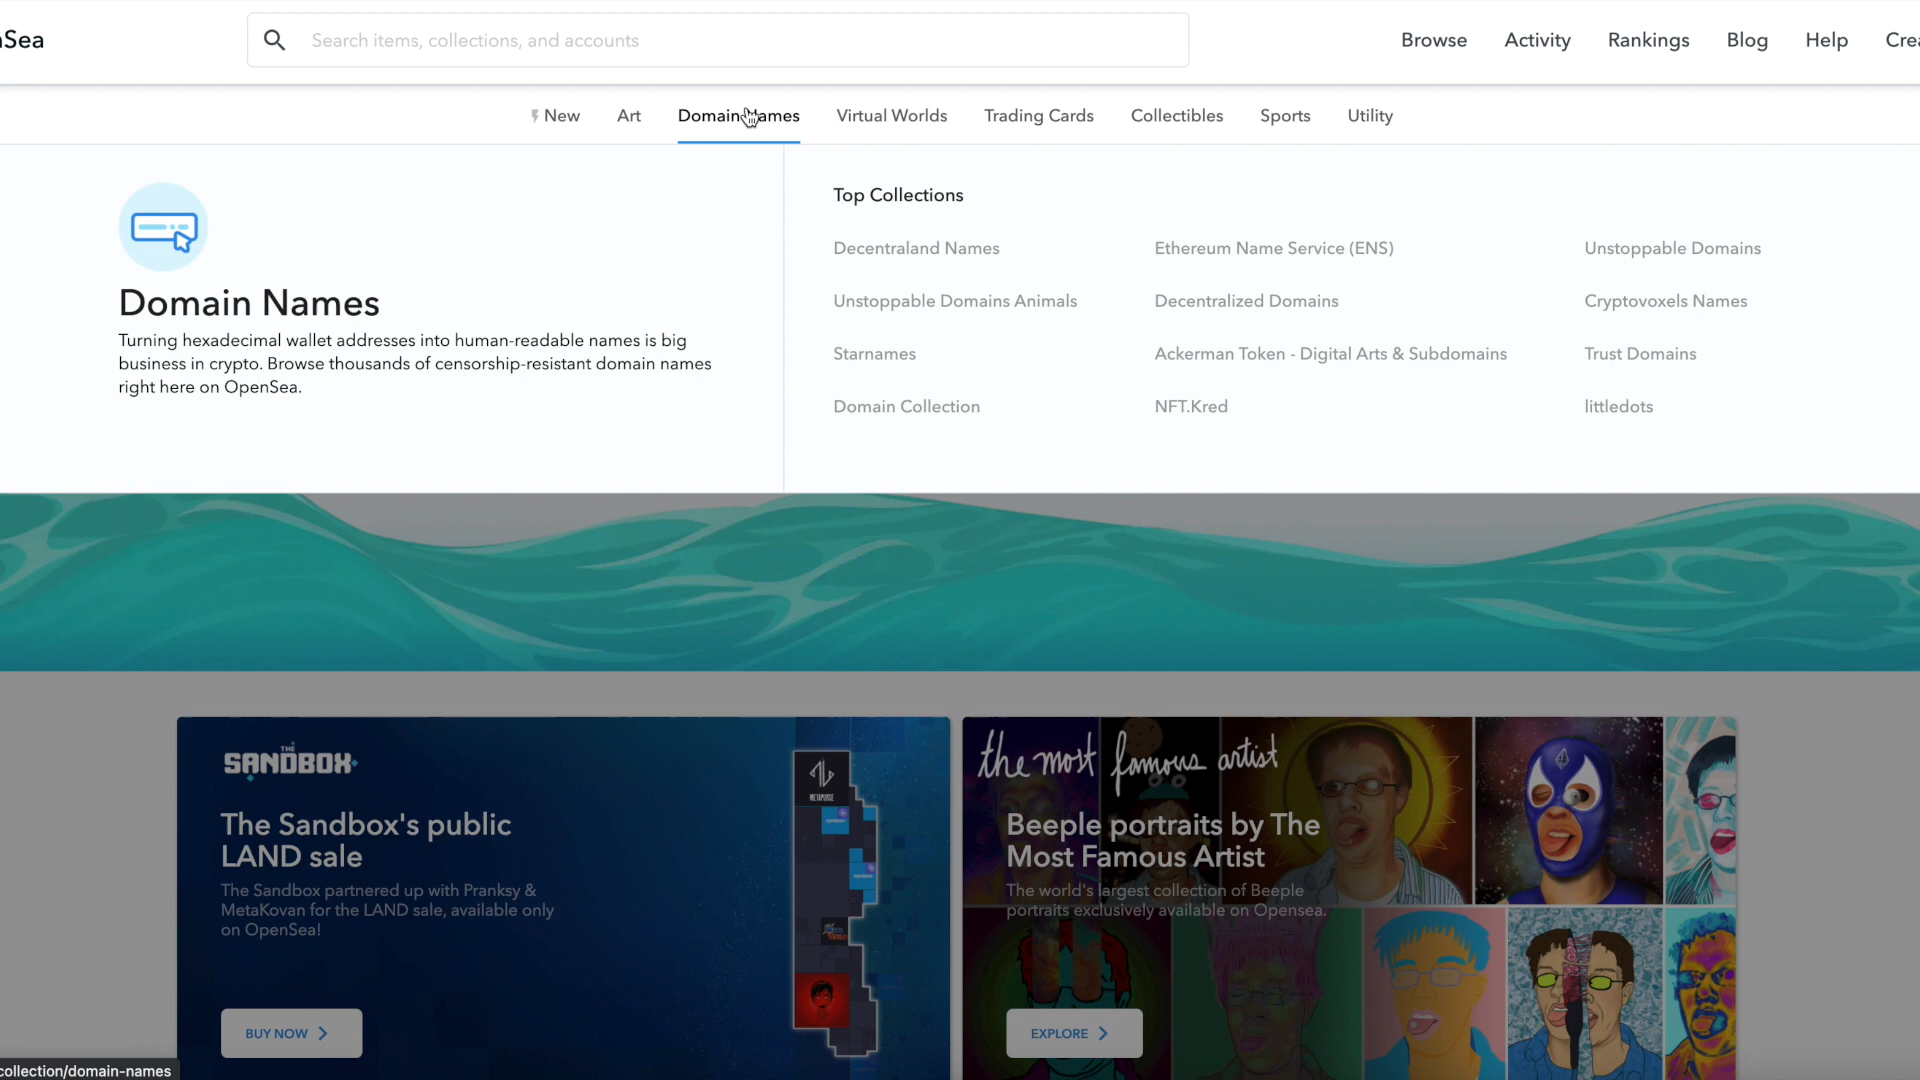 nSea
Search items, collections, and accounts
Browse
Activity
Rankings
Blog
Help
Crea
New
Art
Domain Names
Virtual Worlds
Trading Cards
Collectibles
Sports
Utility
Domain Names
Turning hexadecimal wallet addresses into human-readable names is big
business in crypto. Browse thousands of censorship-resistant domain names
right here on OpenSea.
Top Collections
Decentraland Names
Ethereum Name Service (ENS)
Unstoppable Domains
Unstoppable Domains Animals
Decentralized Domains
Cryptovoxels Names
Starnames
Ackerman Token - Digital Arts & Subdomains
Trust Domains
Domain Collection
NFT.Kred
littledots
THE
SANDBOX
METAPURSE
The Sandbox's public
LAND sale
The Sandbox partnered up with Pranksy &
MetaKovan for the LAND sale, available only
on OpenSea!
BUY NOW
the most famous artist
Beeple portraits by The
Most Famous Artist
The world's largest collection of Beeple
portraits exclusively available on Opensea.
EXPLORE
collection/domain-names